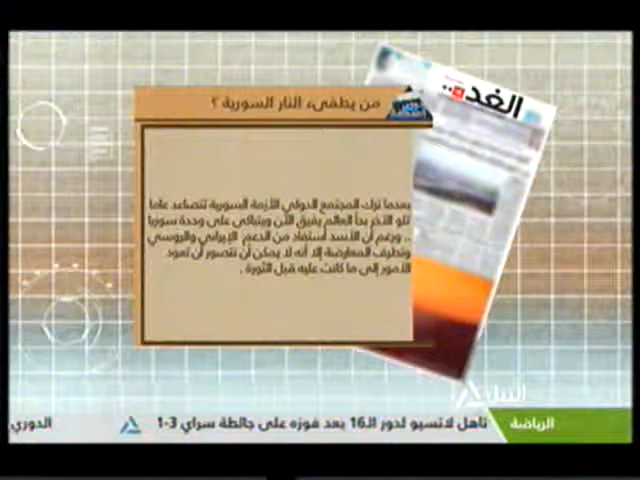 الغد
من يطفىء النار السورية ؟
بعدما ترك المجتمع الدولي الأزمة السورية تتصاعد عاما
تلو الآخر بدأ العالم يفيق الآن ويتباكى على وحدة سوريا
.. ورغم أن الأسد استفاد من الدعم الإيراني والروسي
وتطرف المعارضة إلا أنه لا يمكن أن نتصور أن تعود
الأمور إلى ما كانت عليه قبل الثورة .
النيل
الرياضة
تأهل لاتسيو لدور الـ16 بعد فوزه على جالطة سراي 3-1
الدوري